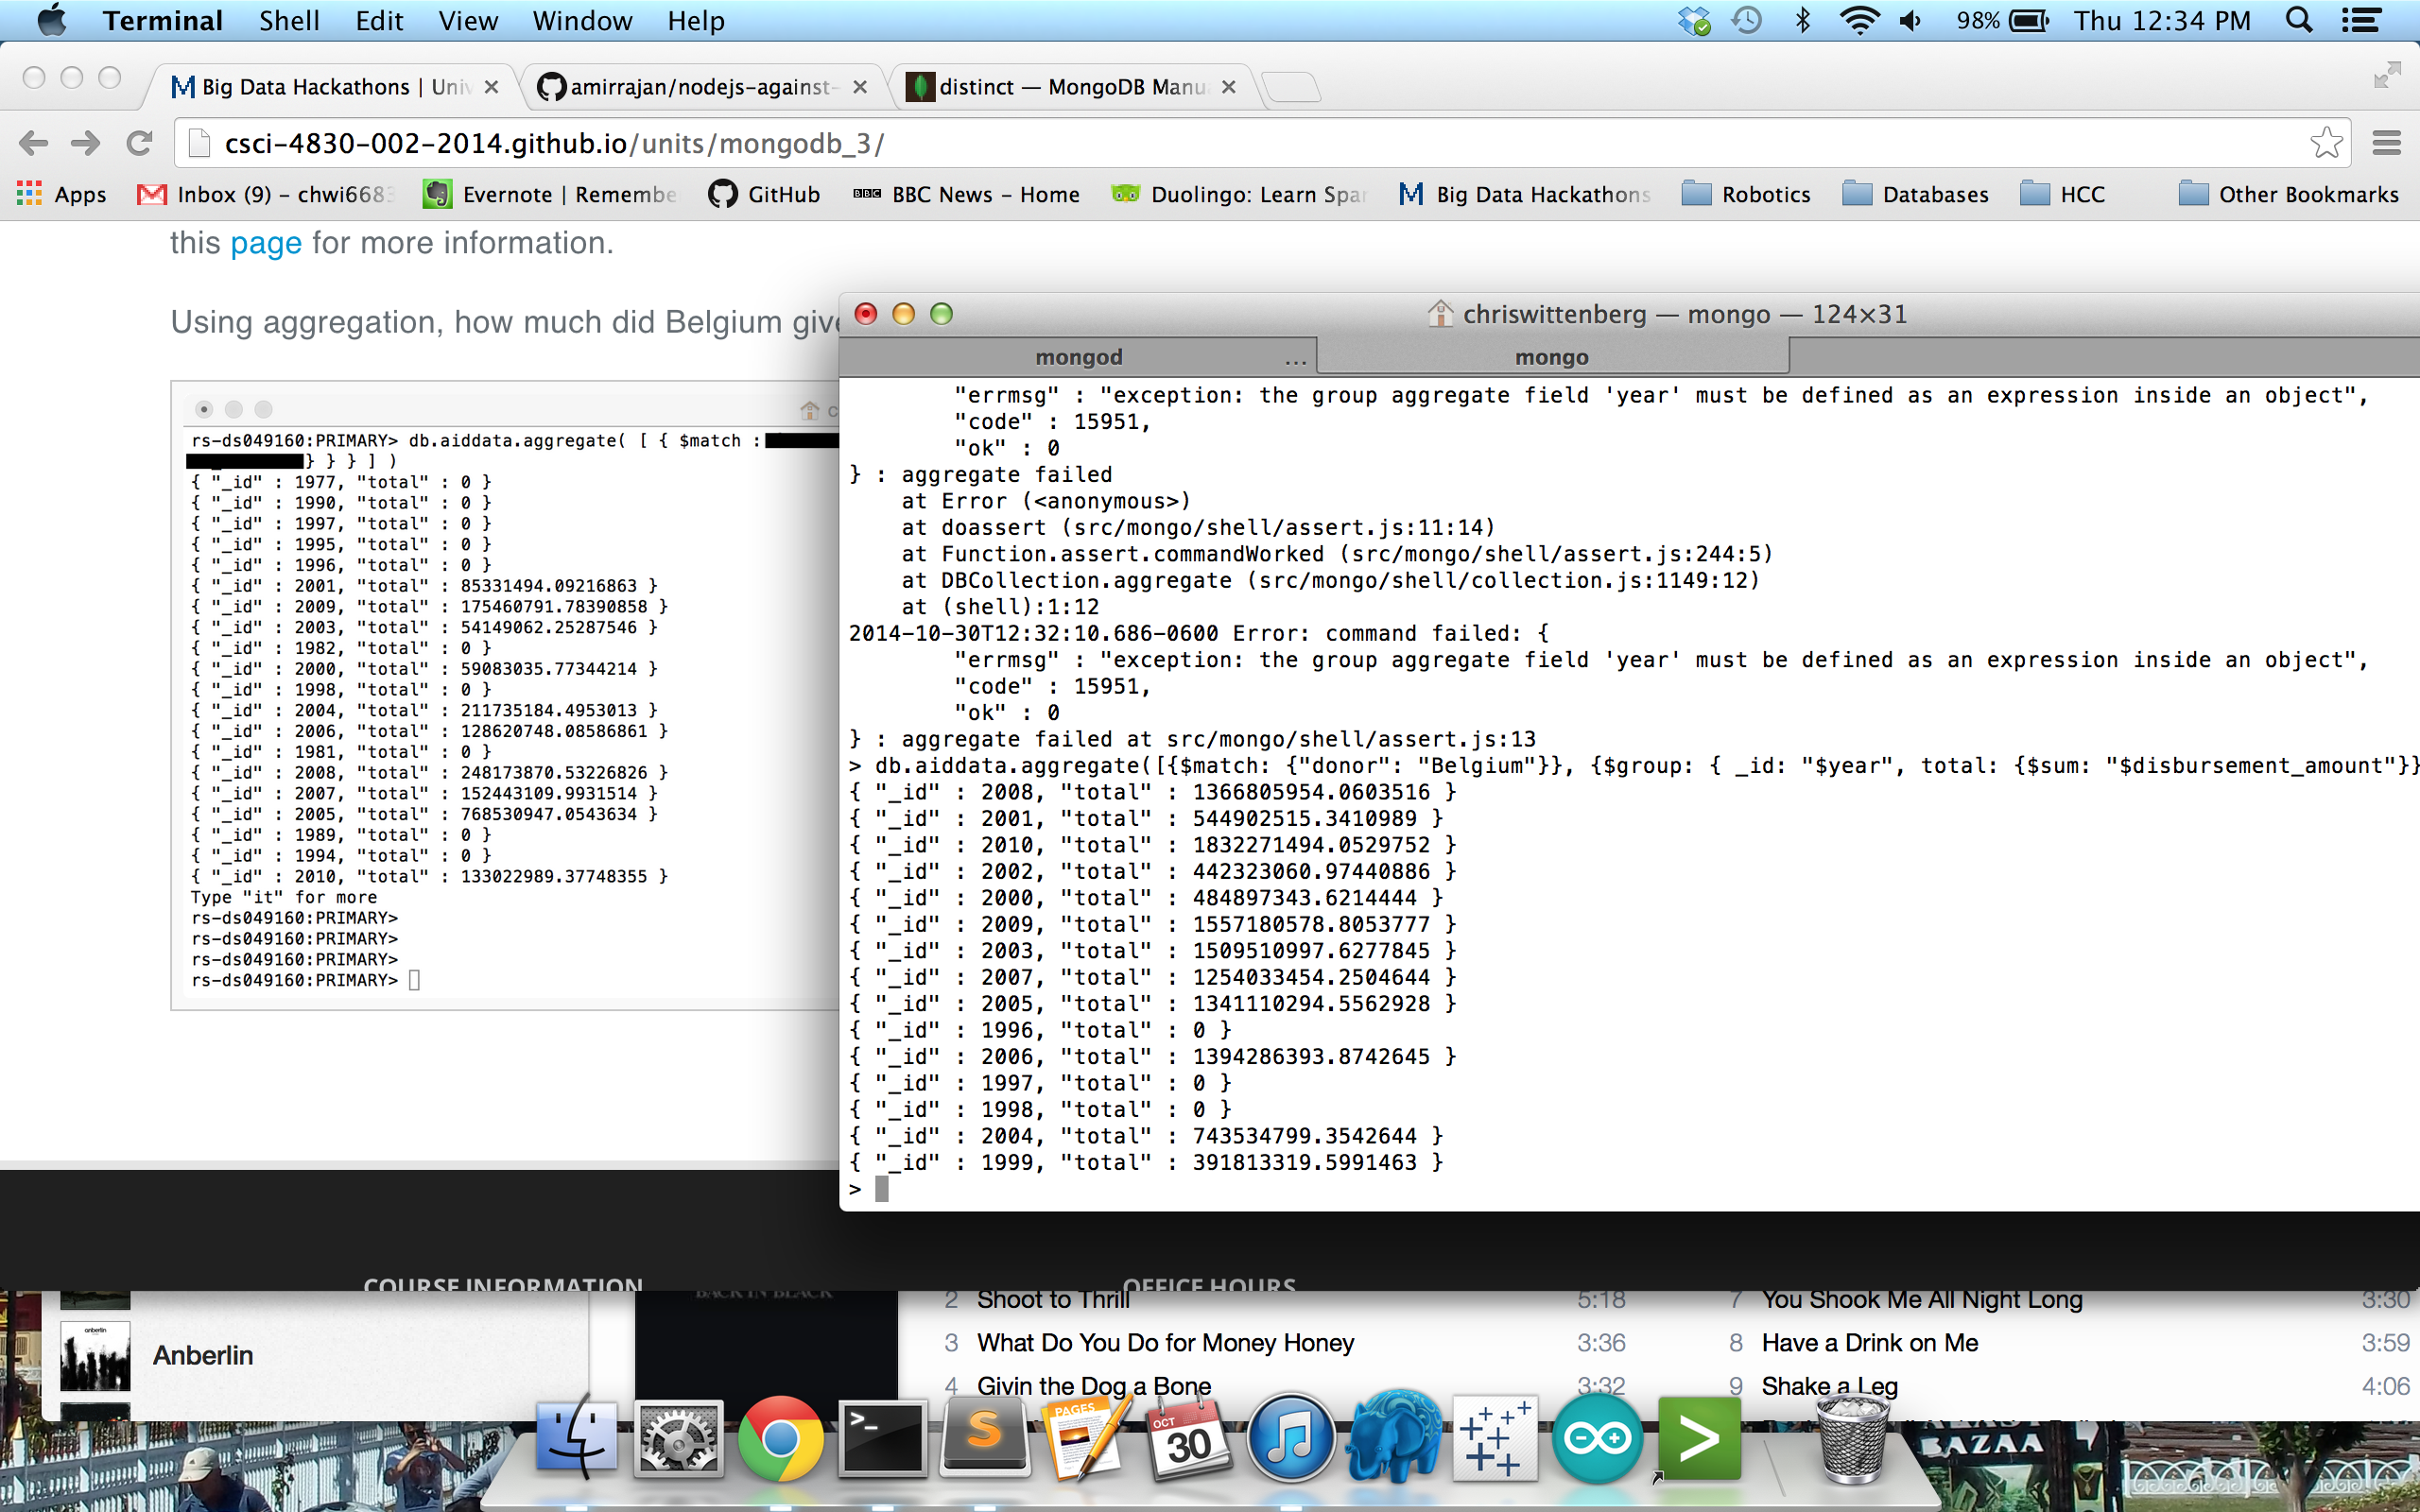 Terminal Shell Edit View Window Help 98% Thu 12:34 PM
Big Data Hackathons | Univ amirrajan/nodejs-against- distinct — MongoDB Manu
csci-4830-002-2014.github.io/units/mongodb_3/
Apps Inbox (9) – chwi6683 Evernote | Remembe GitHub BBC News – Home Duolingo: Learn Spar Big Data Hackathons Robotics Databases HCC Other Bookmarks
this page for more information.
Using aggregation, how much did Belgium give
rs-ds049160:PRIMARY> db.aiddata.aggregate( [ { $match :
} } } ] )
{ "_id" : 1977, "total" : 0 }
{ "_id" : 1990, "total" : 0 }
{ "_id" : 1997, "total" : 0 }
{ "_id" : 1995, "total" : 0 }
{ "_id" : 1996, "total" : 0 }
{ "_id" : 2001, "total" : 85331494.09216863 }
{ "_id" : 2009, "total" : 175460791.78390858 }
{ "_id" : 2003, "total" : 54149062.25287546 }
{ "_id" : 1982, "total" : 0 }
{ "_id" : 2000, "total" : 59083035.77344214 }
{ "_id" : 1998, "total" : 0 }
{ "_id" : 2004, "total" : 211735184.4953013 }
{ "_id" : 2006, "total" : 128620748.08586861 }
{ "_id" : 1981, "total" : 0 }
{ "_id" : 2008, "total" : 248173870.53226826 }
{ "_id" : 2007, "total" : 152443109.9931514 }
{ "_id" : 2005, "total" : 768530947.0543634 }
{ "_id" : 1989, "total" : 0 }
{ "_id" : 1994, "total" : 0 }
{ "_id" : 2010, "total" : 133022989.37748355 }
Type "it" for more
rs-ds049160:PRIMARY>
rs-ds049160:PRIMARY>
rs-ds049160:PRIMARY>
rs-ds049160:PRIMARY>
chriswittenberg — mongo — 124×31
mongod ... mongo
"errmsg" : "exception: the group aggregate field 'year' must be defined as an expression inside an object",
"code" : 15951,
"ok" : 0
} : aggregate failed
at Error (<anonymous>)
at doassert (src/mongo/shell/assert.js:11:14)
at Function.assert.commandWorked (src/mongo/shell/assert.js:244:5)
at DBCollection.aggregate (src/mongo/shell/collection.js:1149:12)
at (shell):1:12
2014-10-30T12:32:10.686-0600 Error: command failed: {
"errmsg" : "exception: the group aggregate field 'year' must be defined as an expression inside an object",
"code" : 15951,
"ok" : 0
} : aggregate failed at src/mongo/shell/assert.js:13
> db.aiddata.aggregate([{$match: {"donor": "Belgium"}}, {$group: { _id: "$year", total: {$sum: "$disbursement_amount"}}
{ "_id" : 2008, "total" : 1366805954.0603516 }
{ "_id" : 2001, "total" : 544902515.3410989 }
{ "_id" : 2010, "total" : 1832271494.0529752 }
{ "_id" : 2002, "total" : 442323060.97440886 }
{ "_id" : 2000, "total" : 484897343.6214444 }
{ "_id" : 2009, "total" : 1557180578.8053777 }
{ "_id" : 2003, "total" : 1509510997.6277845 }
{ "_id" : 2007, "total" : 1254033454.2504644 }
{ "_id" : 2005, "total" : 1341110294.5562928 }
{ "_id" : 1996, "total" : 0 }
{ "_id" : 2006, "total" : 1394286393.8742645 }
{ "_id" : 1997, "total" : 0 }
{ "_id" : 1998, "total" : 0 }
{ "_id" : 2004, "total" : 743534799.3542644 }
{ "_id" : 1999, "total" : 391813319.5991463 }
>
COURSE INFORMATION OFFICE HOURS
BACK IN BLACK
2 Shoot to Thrill 5:18 7 You Shook Me All Night Long 3:30
Anberlin
3 What Do You Do for Money Honey 3:36 8 Have a Drink on Me 3:59
4 Givin the Dog a Bone 3:32 9 Shake a Leg 4:06
PAGES
OCT
30
BAZAA